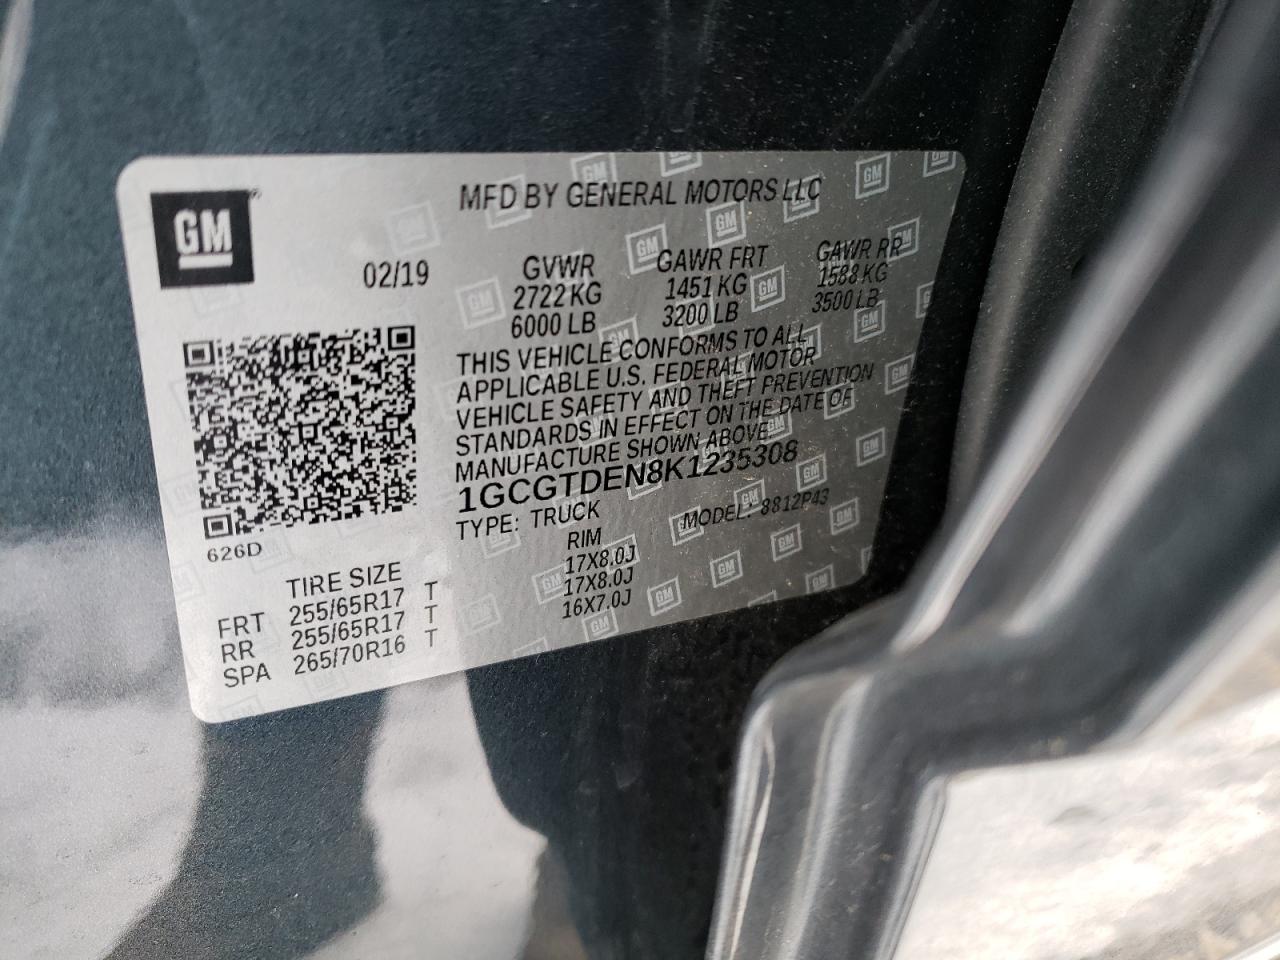 GM
MFD BY GENERAL MOTORS LLC
02/19
GVWR GAWR FRT GAWR RR
2722 KG 1451 KG 1588 KG
6000 LB 3200 LB 3500 LB
THIS VEHICLE CONFORMS TO ALL
APPLICABLE U.S. FEDERAL MOTOR
VEHICLE SAFETY AND THEFT PREVENTION
STANDARDS IN EFFECT ON THE DATE OF
MANUFACTURE SHOWN ABOVE.
1GCGTDEN8K1235308
TYPE: TRUCK MODEL: 8812P43
626D
TIRE SIZE RIM
FRT 255/65R17 T 17X8.0J
RR 255/65R17 T 17X8.0J
SPA 265/70R16 T 16X7.0J